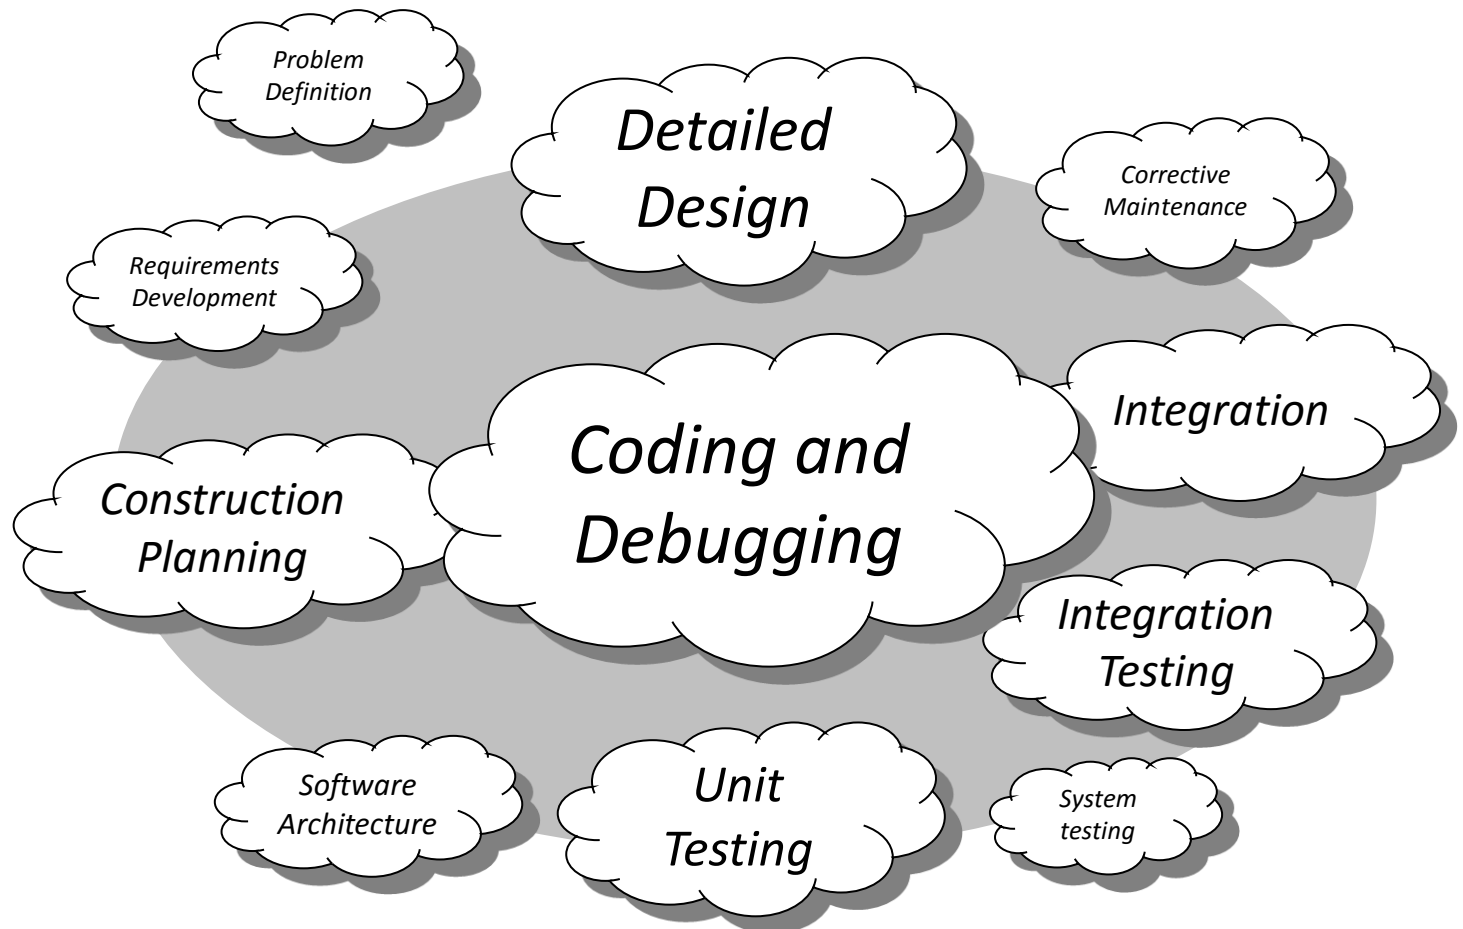 Problem
Definition
Detailed
Design
Corrective
Maintenance
Requirements
Development
Integration
Coding and
Debugging
Construction
Planning
Integration
Testing
Software
Architecture
Unit
Testing
System
testing